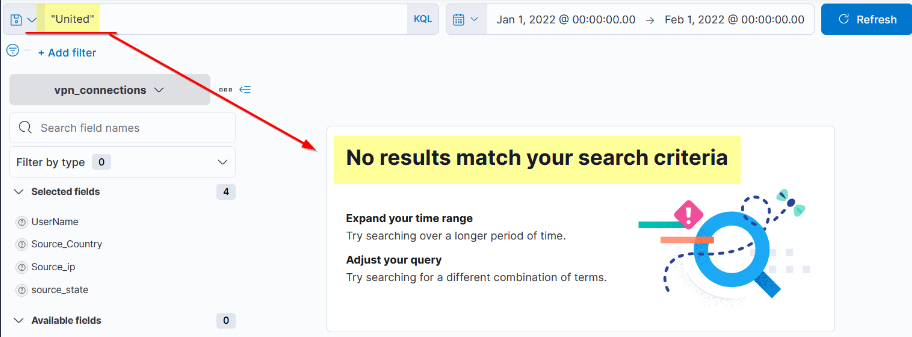 "United"
KQL
Jan 1, 2022 @ 00:00:00.00 → Feb 1, 2022 @ 00:00:00.00
Refresh
+ Add filter
vpn_connections
Search field names
Filter by type 0
Selected fields 4
UserName
Source_Country
Source_ip
source_state
Available fields 0
No results match your search criteria
Expand your time range
Try searching over a longer period of time.
Adjust your query
Try searching for a different combination of terms.